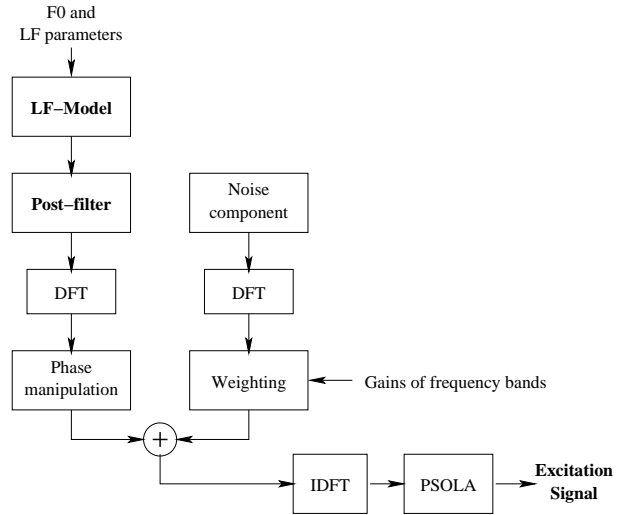 F0 and
LF parameters
LF−Model
Post−filter
Noise
component
DFT
DFT
Phase
manipulation
Weighting
Gains of frequency bands
+
IDFT
PSOLA
Excitation
Signal